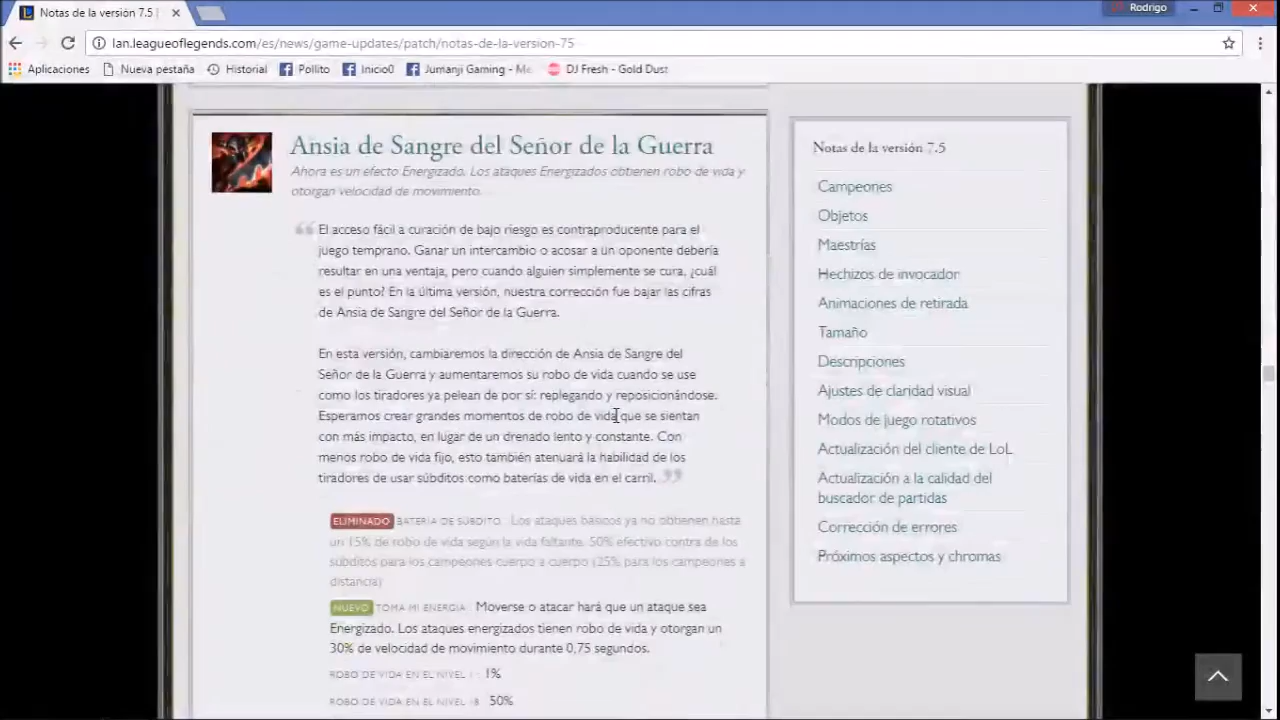 Notas de la versión 7.5 |
Rodrigo
lan.leagueoflegends.com/es/news/game-updates/patch/notas-de-la-version-75
Aplicaciones Nueva pestaña Historial Pollito Inicio0 Jumanji Gaming - Me DJ Fresh - Gold Dust
Ansia de Sangre del Señor de la Guerra
Ahora es un efecto Energizado. Los ataques Energizados obtienen robo de vida y
otorgan velocidad de movimiento.
“ El acceso fácil a curación de bajo riesgo es contraproducente para el
juego temprano. Ganar un intercambio o acosar a un oponente debería
resultar en una ventaja, pero cuando alguien simplemente se cura, ¿cuál
es el punto? En la última versión, nuestra corrección fue bajar las cifras
de Ansia de Sangre del Señor de la Guerra.
En esta versión, cambiaremos la dirección de Ansia de Sangre del
Señor de la Guerra y aumentaremos su robo de vida cuando se use
como los tiradores ya pelean de por sí: replegando y reposicionándose.
Esperamos crear grandes momentos de robo de vida que se sientan
con más impacto, en lugar de un drenado lento y constante. Con
menos robo de vida fijo, esto también atenuará la habilidad de los
tiradores de usar súbditos como baterías de vida en el carril. ”
ELIMINADO BATERÍA DE SÚBDITO Los ataques básicos ya no obtienen hasta
un 15% de robo de vida según la vida faltante. 50% efectivo contra de los
súbditos para los campeones cuerpo a cuerpo (25% para los campeones a
distancia)
NUEVO TOMA MI ENERGÍA Moverse o atacar hará que un ataque sea
Energizado. Los ataques energizados tienen robo de vida y otorgan un
30% de velocidad de movimiento durante 0,75 segundos.
ROBO DE VIDA EN EL NIVEL 1 1%
ROBO DE VIDA EN EL NIVEL 18 50%
Notas de la versión 7.5
Campeones
Objetos
Maestrías
Hechizos de invocador
Animaciones de retirada
Tamaño
Descripciones
Ajustes de claridad visual
Modos de juego rotativos
Actualización del cliente de LoL
Actualización a la calidad del
buscador de partidas
Corrección de errores
Próximos aspectos y chromas